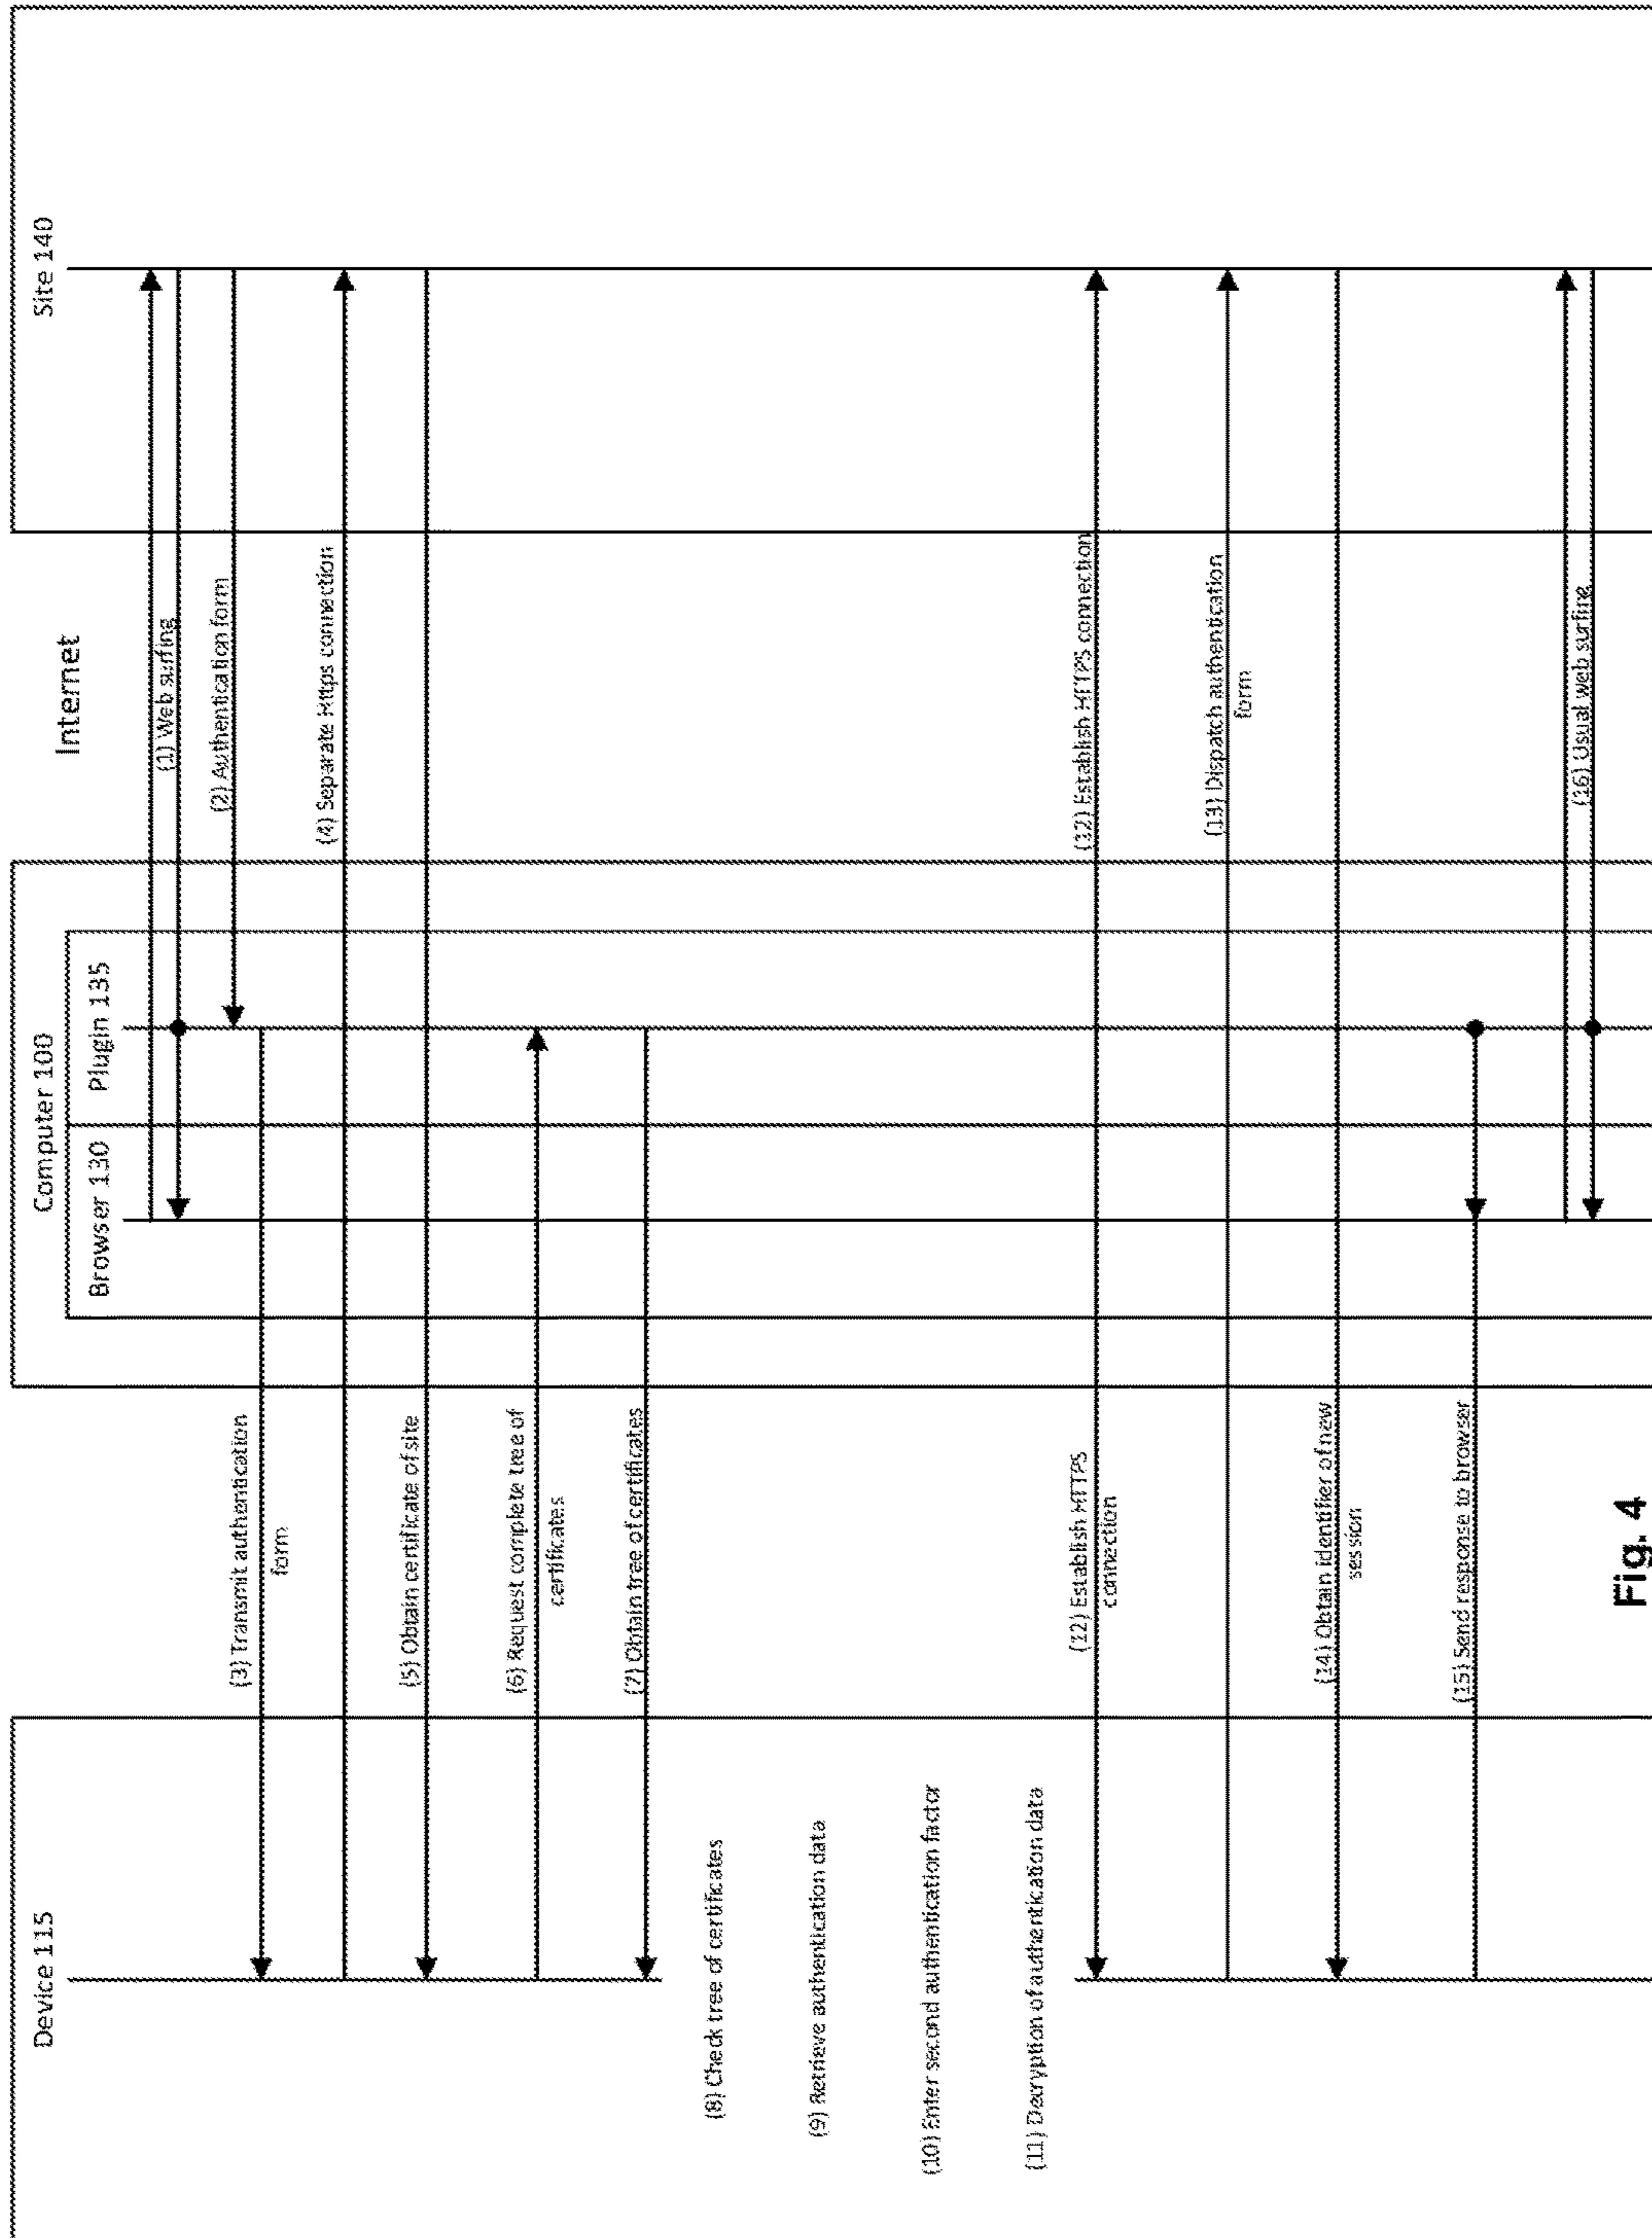 Device 115
Computer 100
Browser 130
Plugin 135
Internet
Site 140
(1) Web surfing
(2) Authentication form
(3) Transmit authentication
form
(4) Separate Https connection
(5) Obtain certificate of site
(6) Request complete tree of
certificates
(7) Obtain tree of certificates
(8) Check tree of certificates
(9) Retrieve authentication data
(10) Enter second authentication factor
(11) Decryption of authentication data
(12) Establish HTTPS
connection
(12) Establish HTTPS connection
(13) Dispatch authentication
form
(14) Obtain identifier of new
session
(15) Send response to browser
(16) Usual web surfing
Fig. 4